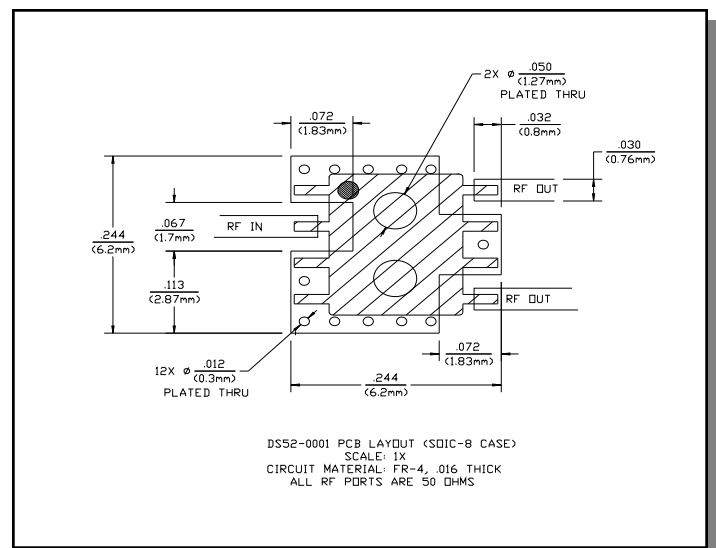 2X ⌀ .050
(1.27mm)
PLATED THRU
.072
(1.83mm)
.032
(0.8mm)
.030
(0.76mm)
RF OUT
.067
(1.7mm)
RF IN
.244
(6.2mm)
.113
(2.87mm)
RF OUT
12X ⌀ .012
(0.3mm)
PLATED THRU
.072
(1.83mm)
.244
(6.2mm)
DS52-0001 PCB LAYOUT (SOIC-8 CASE)
SCALE: 1X
CIRCUIT MATERIAL: FR-4, .016 THICK
ALL RF PORTS ARE 50 OHMS